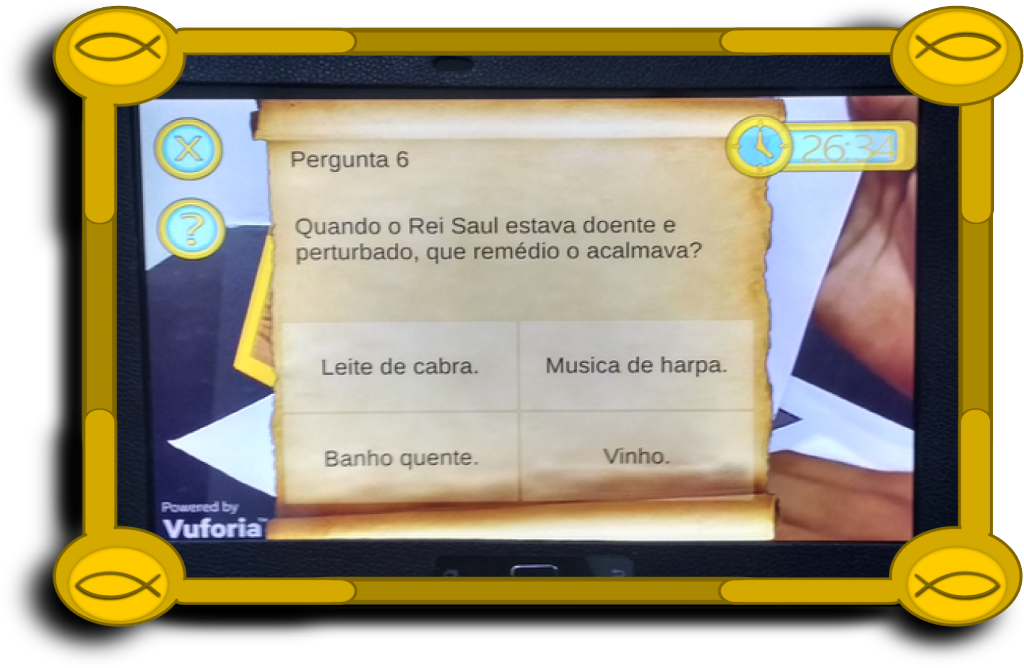 Pergunta 6
26:34
Quando o Rei Saul estava doente e
perturbado, que remédio o acalmava?
Leite de cabra.
Musica de harpa.
Banho quente.
Vinho.
Powered by
Vuforia™
X
?